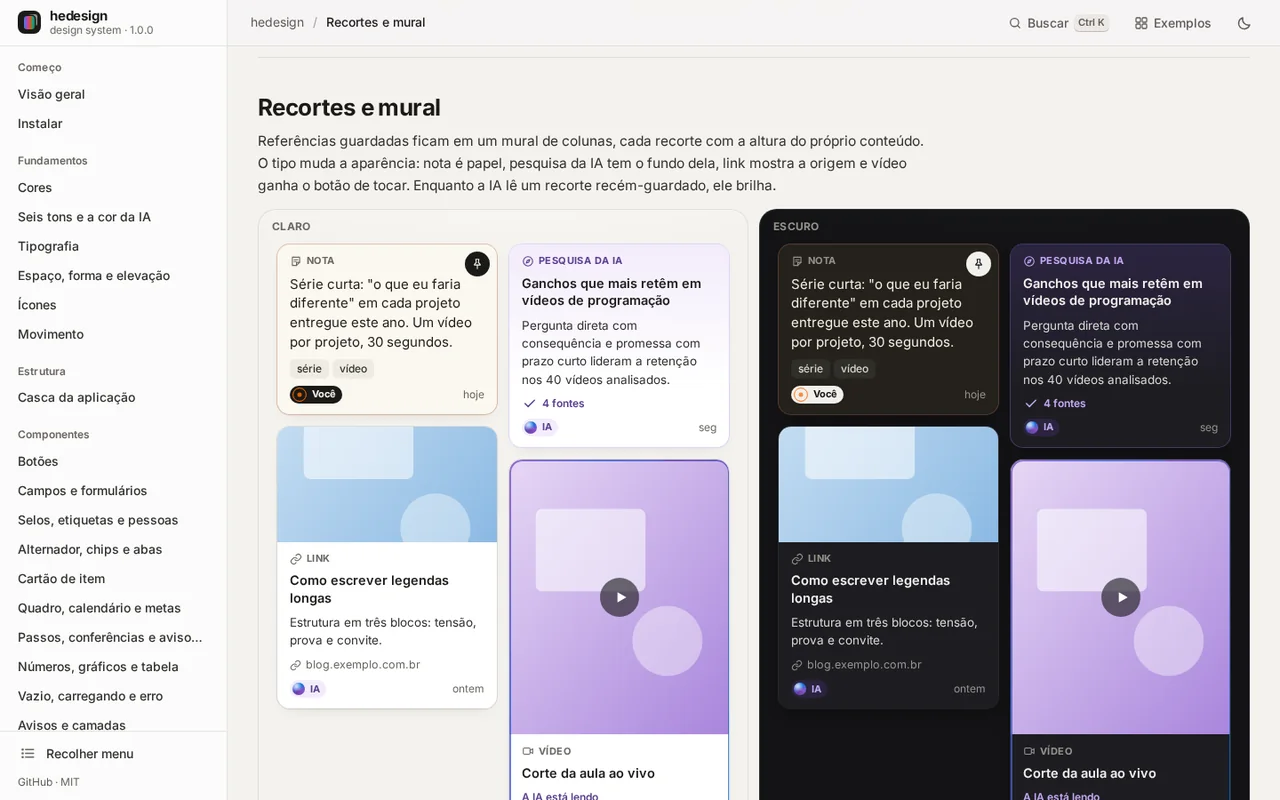 hedesign
design system · 1.0.0
hedesign / Recortes e mural
Buscar Ctrl K
Exemplos
Começo
Visão geral
Instalar
Fundamentos
Cores
Seis tons e a cor da IA
Tipografia
Espaço, forma e elevação
Ícones
Movimento
Estrutura
Casca da aplicação
Componentes
Botões
Campos e formulários
Selos, etiquetas e pessoas
Alternador, chips e abas
Cartão de item
Quadro, calendário e metas
Passos, conferências e aviso...
Números, gráficos e tabela
Vazio, carregando e erro
Avisos e camadas
Recolher menu
GitHub · MIT
Recortes e mural
Referências guardadas ficam em um mural de colunas, cada recorte com a altura do próprio conteúdo.
O tipo muda a aparência: nota é papel, pesquisa da IA tem o fundo dela, link mostra a origem e vídeo
ganha o botão de tocar. Enquanto a IA lê um recorte recém-guardado, ele brilha.
CLARO
NOTA
Série curta: "o que eu faria
diferente" em cada projeto
entregue este ano. Um vídeo
por projeto, 30 segundos.
série vídeo
Você hoje
LINK
Como escrever legendas
longas
Estrutura em três blocos: tensão,
prova e convite.
blog.exemplo.com.br
IA ontem
PESQUISA DA IA
Ganchos que mais retêm em
vídeos de programação
Pergunta direta com
consequência e promessa com
prazo curto lideram a retenção
nos 40 vídeos analisados.
4 fontes
IA seg
VÍDEO
Corte da aula ao vivo
A IA está lendo
ESCURO
NOTA
Série curta: "o que eu faria
diferente" em cada projeto
entregue este ano. Um vídeo
por projeto, 30 segundos.
série vídeo
Você hoje
LINK
Como escrever legendas
longas
Estrutura em três blocos: tensão,
prova e convite.
blog.exemplo.com.br
IA ontem
PESQUISA DA IA
Ganchos que mais retêm em
vídeos de programação
Pergunta direta com
consequência e promessa com
prazo curto lideram a retenção
nos 40 vídeos analisados.
4 fontes
IA seg
VÍDEO
Corte da aula ao vivo
A IA está lendo